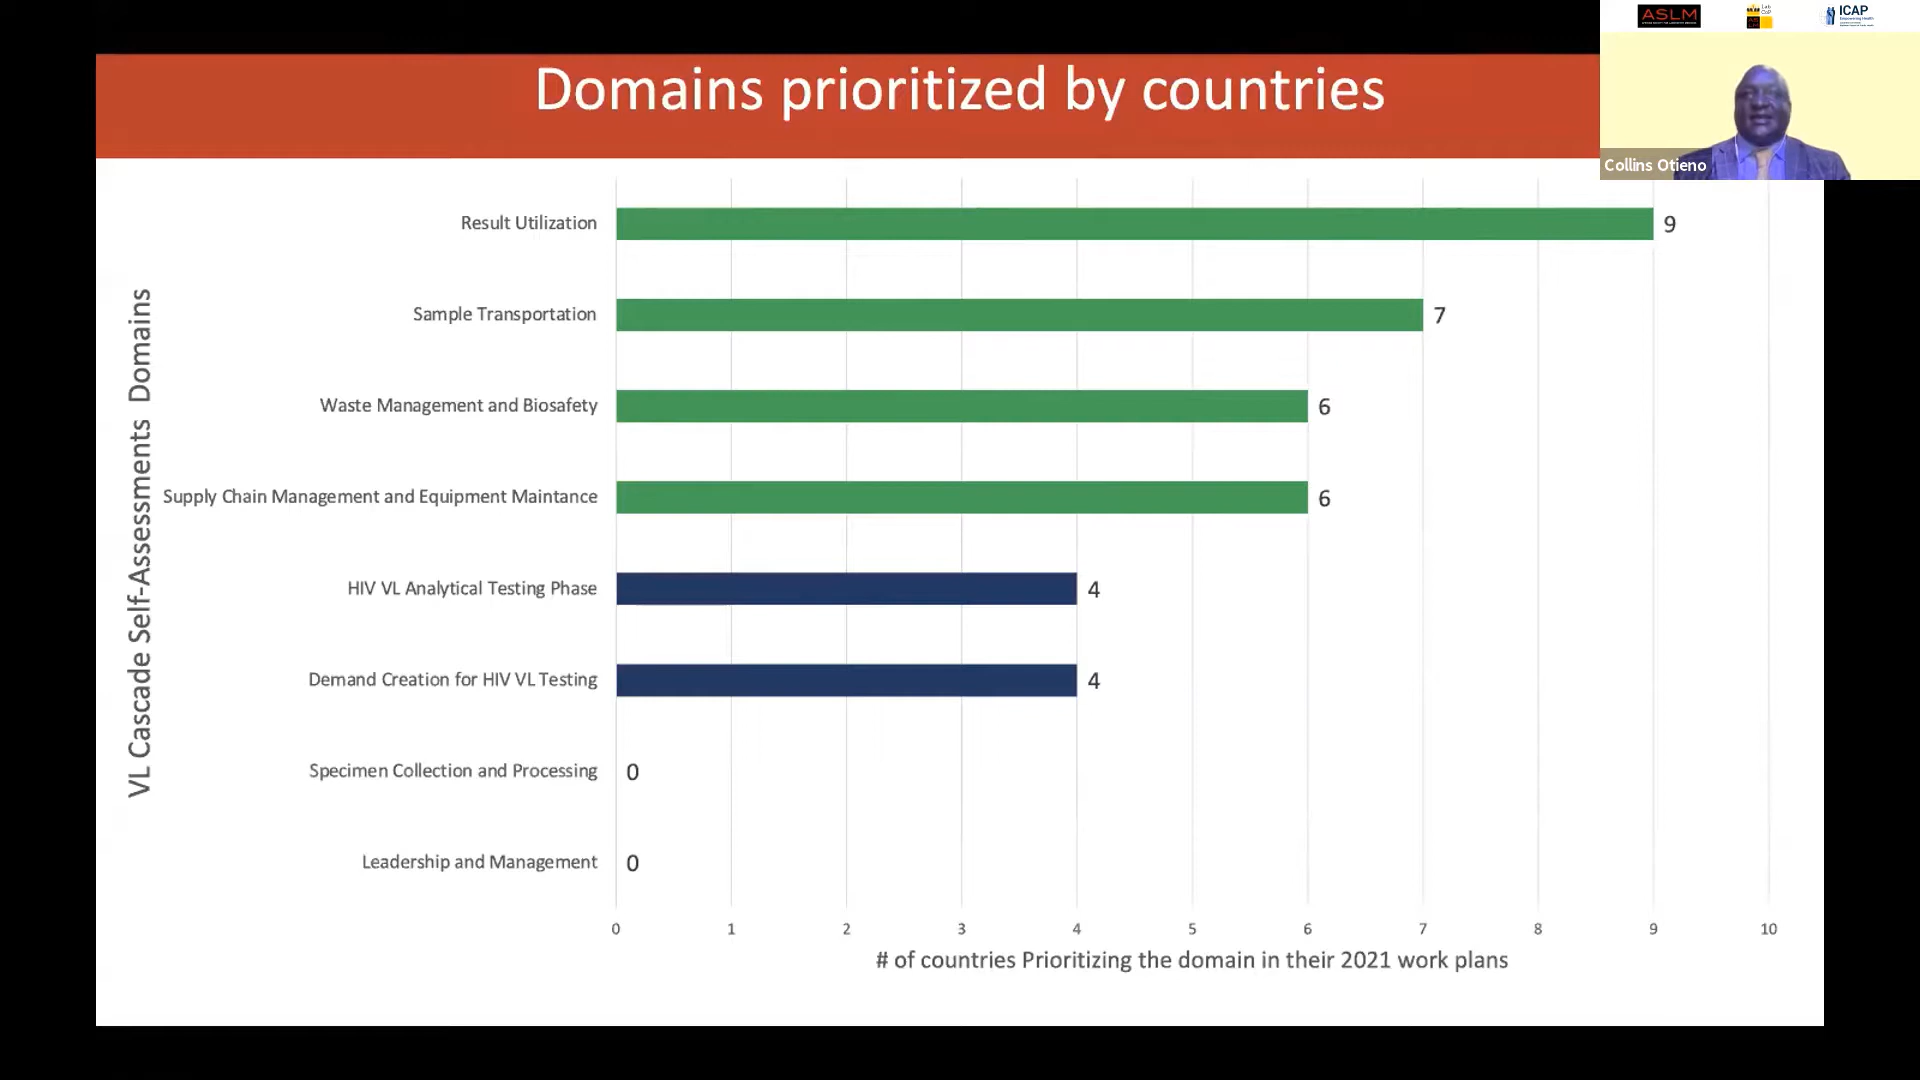 ASLM
Lab
CoP
ICAP
Domains prioritized by countries
Collins Otieno
VL Cascade Self-Assessments Domains
Result Utilization
9
Sample Transportation
7
Waste Management and Biosafety
6
Supply Chain Management and Equipment Maintance
6
HIV VL Analytical Testing Phase
4
Demand Creation for HIV VL Testing
4
Specimen Collection and Processing
0
Leadership and Management
0
0 1 2 3 4 5 6 7 8 9 10
# of countries Prioritizing the domain in their 2021 work plans